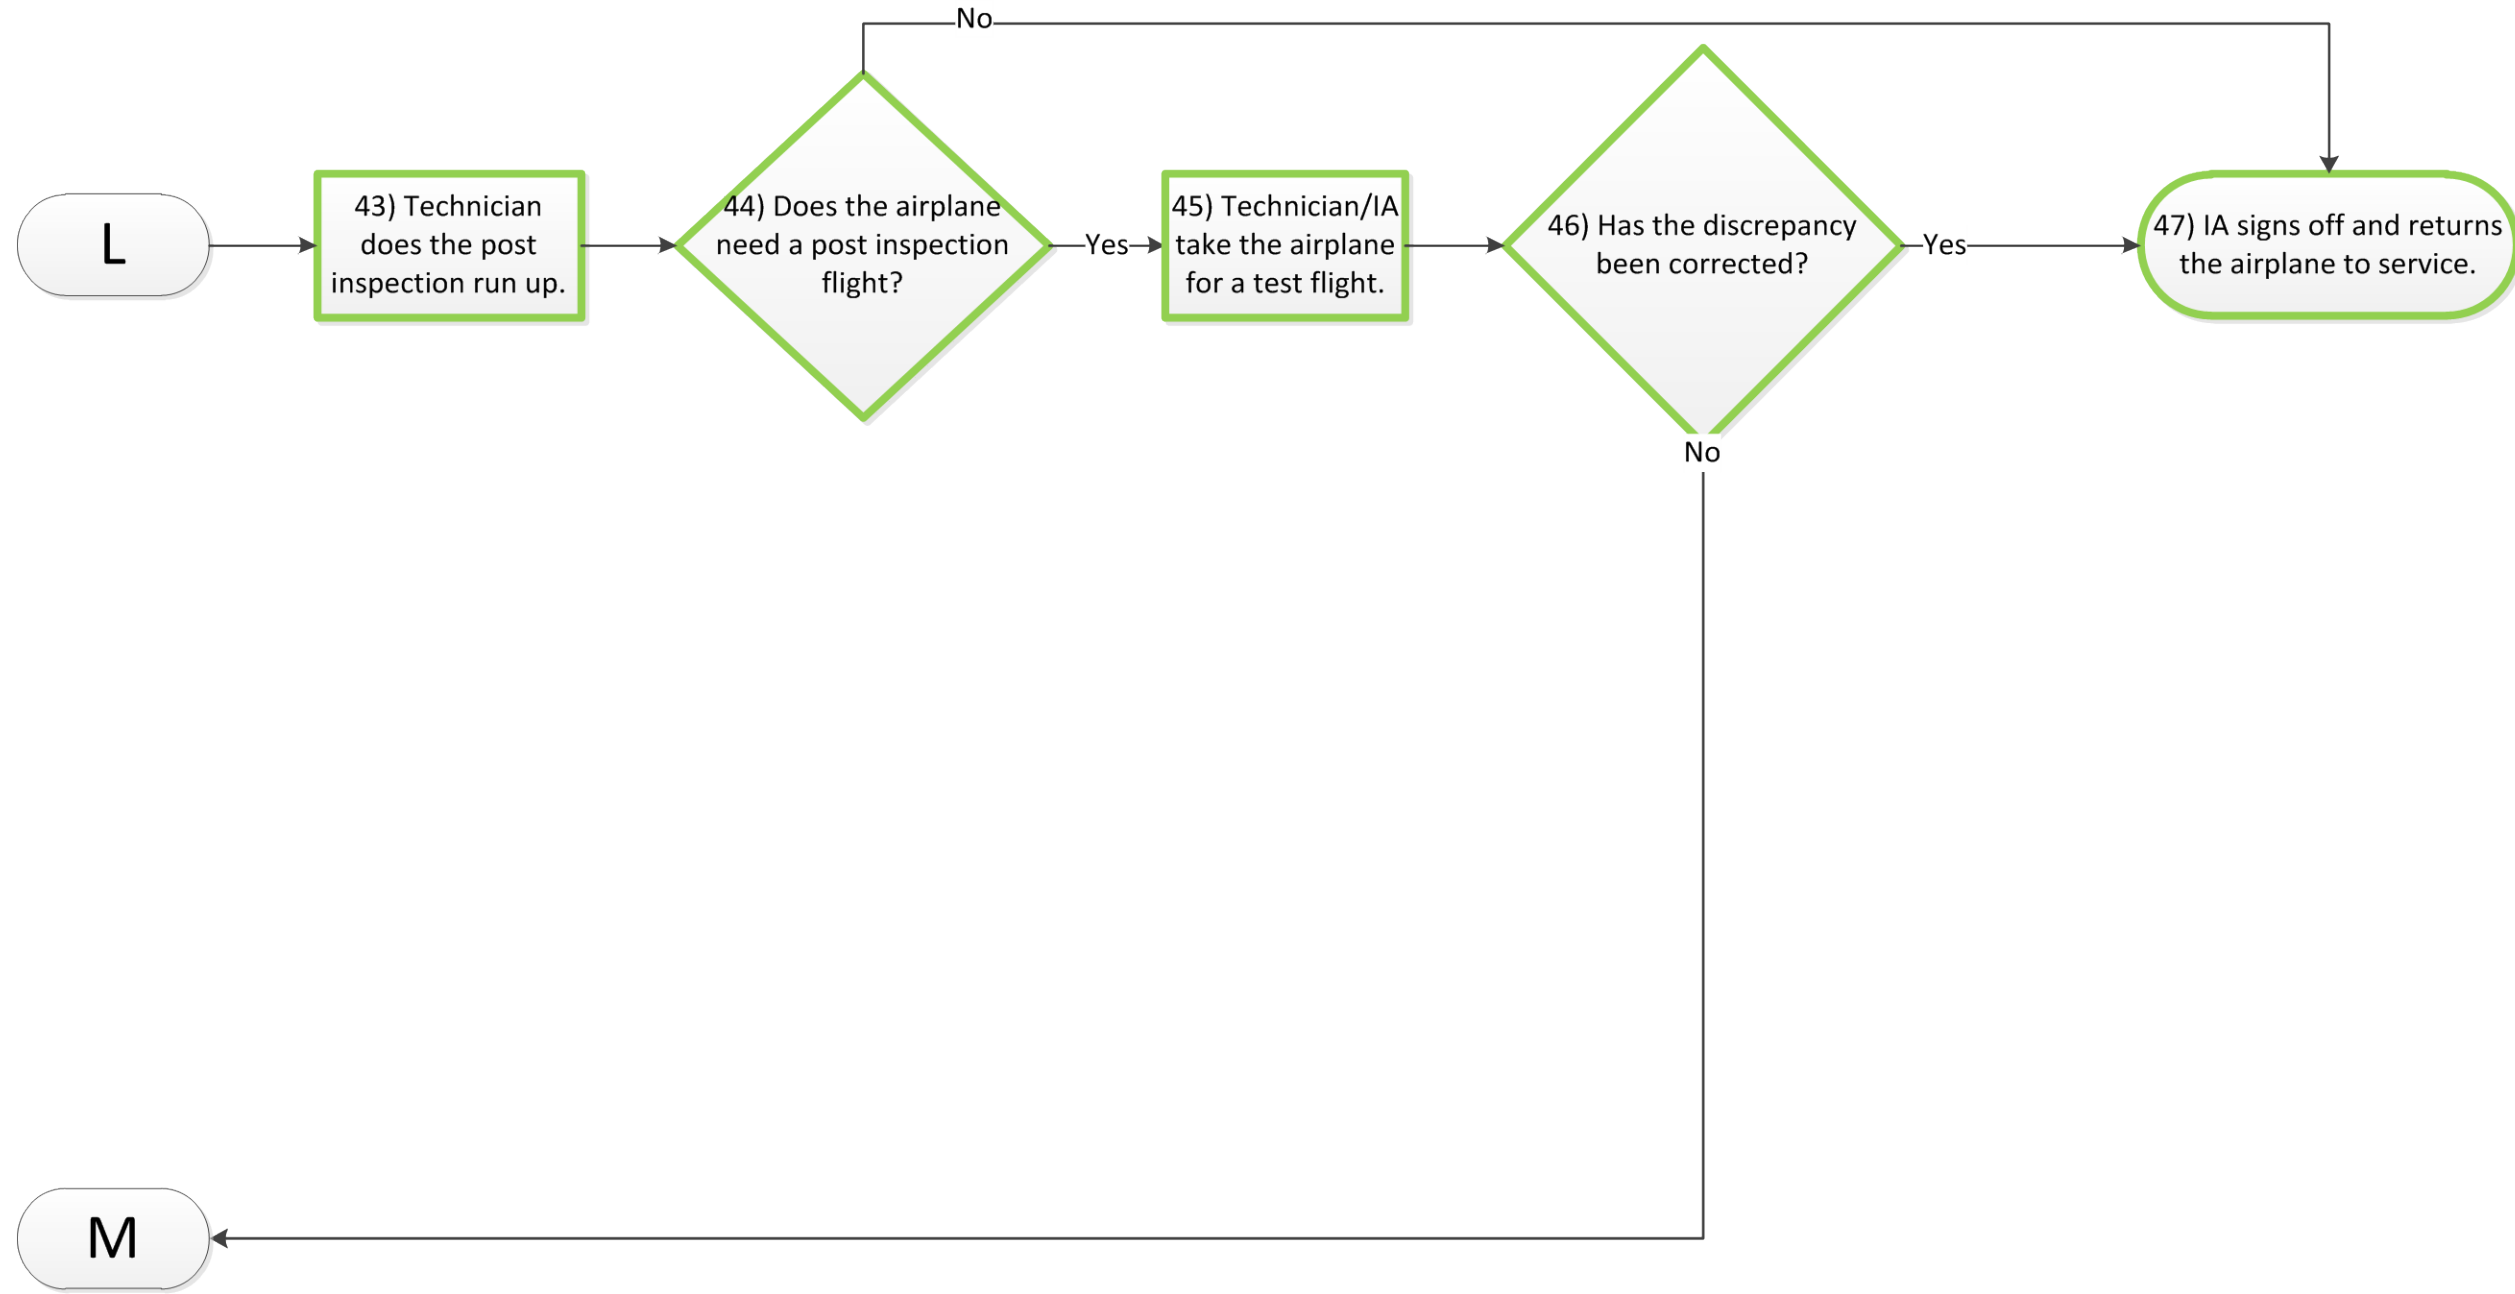 No
L
43) Technician
does the post
inspection run up.
44) Does the airplane
need a post inspection
flight?
Yes
45) Technician/IA
take the airplane
for a test flight.
46) Has the discrepancy
been corrected?
Yes
47) IA signs off and returns
the airplane to service.
No
M